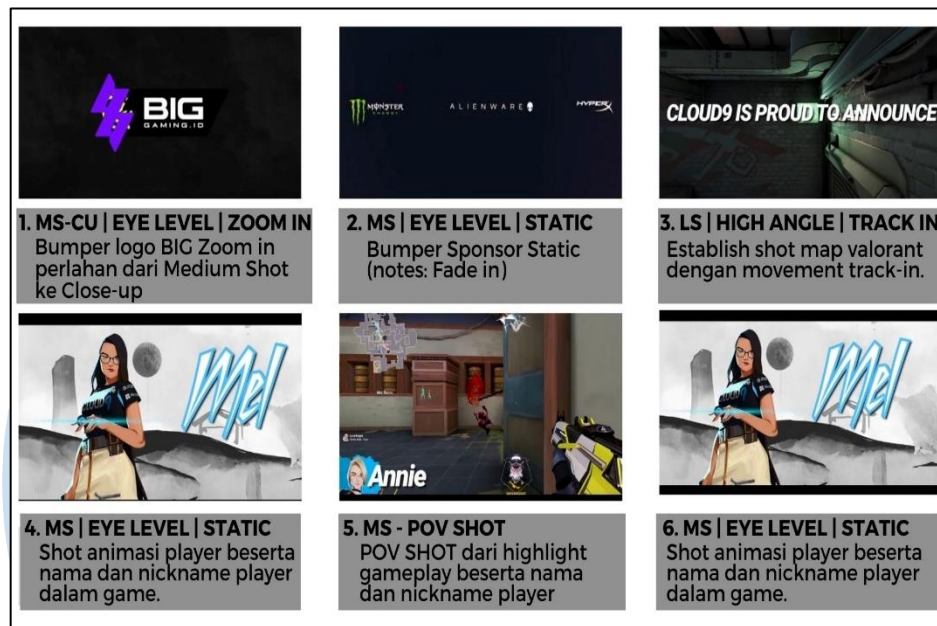 BIG
GAMING.ID
MONSTER
ENERGY
ALIENWARE
HYPERX
CLOUD9 IS PROUD TO ANNOUNCE
1. MS-CU | EYE LEVEL | ZOOM IN
Bumper logo BIG Zoom in
perlahan dari Medium Shot
ke Close-up
2. MS | EYE LEVEL | STATIC
Bumper Sponsor Static
(notes: Fade in)
3. LS | HIGH ANGLE | TRACK IN
Establish shot map valorant
dengan movement track-in.
Mel
CLOUD9
Annie
Mel
CLOUD9
4. MS | EYE LEVEL | STATIC
Shot animasi player beserta
nama dan nickname player
dalam game.
5. MS - POV SHOT
POV SHOT dari highlight
gameplay beserta nama
dan nickname player
6. MS | EYE LEVEL | STATIC
Shot animasi player beserta
nama dan nickname player
dalam game.